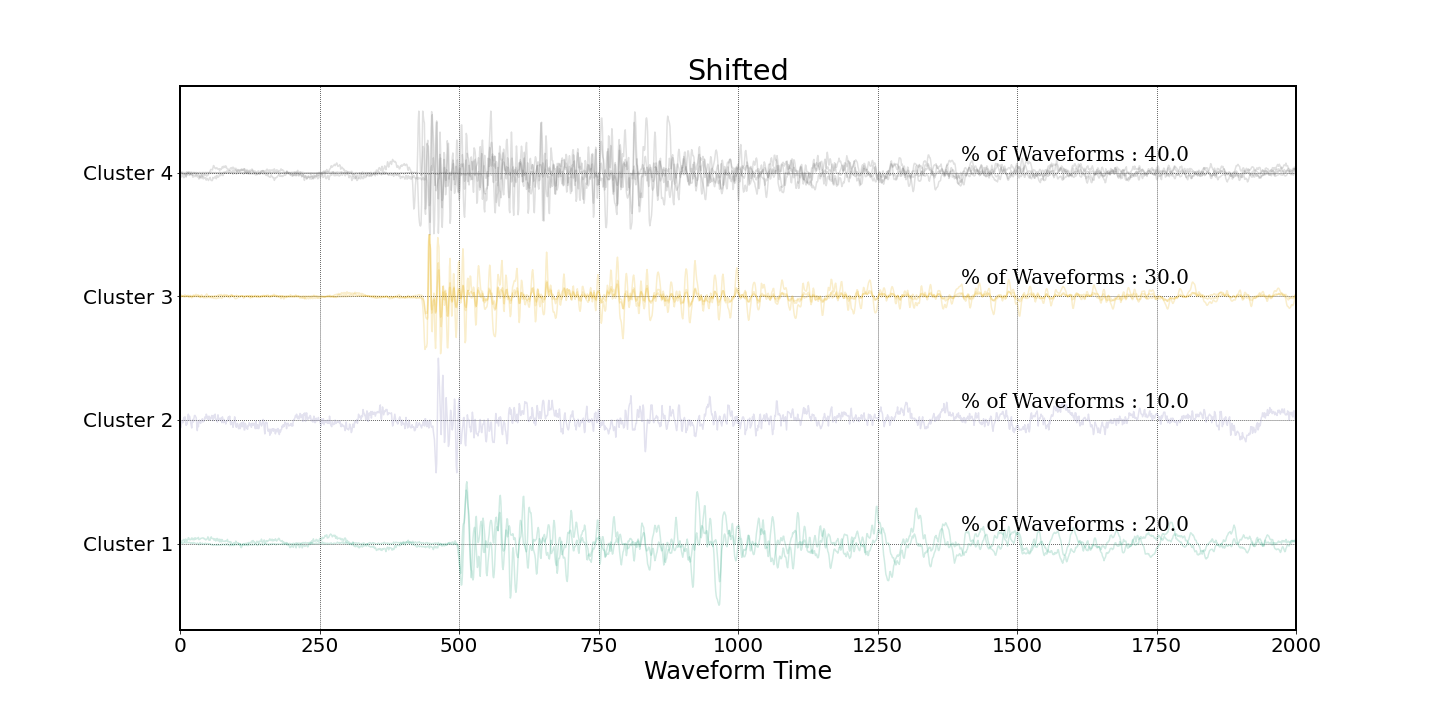 Shifted
Cluster 4
% of Waveforms : 40.0
Cluster 3
% of Waveforms : 30.0
Cluster 2
% of Waveforms : 10.0
Cluster 1
% of Waveforms : 20.0
0 250 500 750 1000 1250 1500 1750 2000
Waveform Time